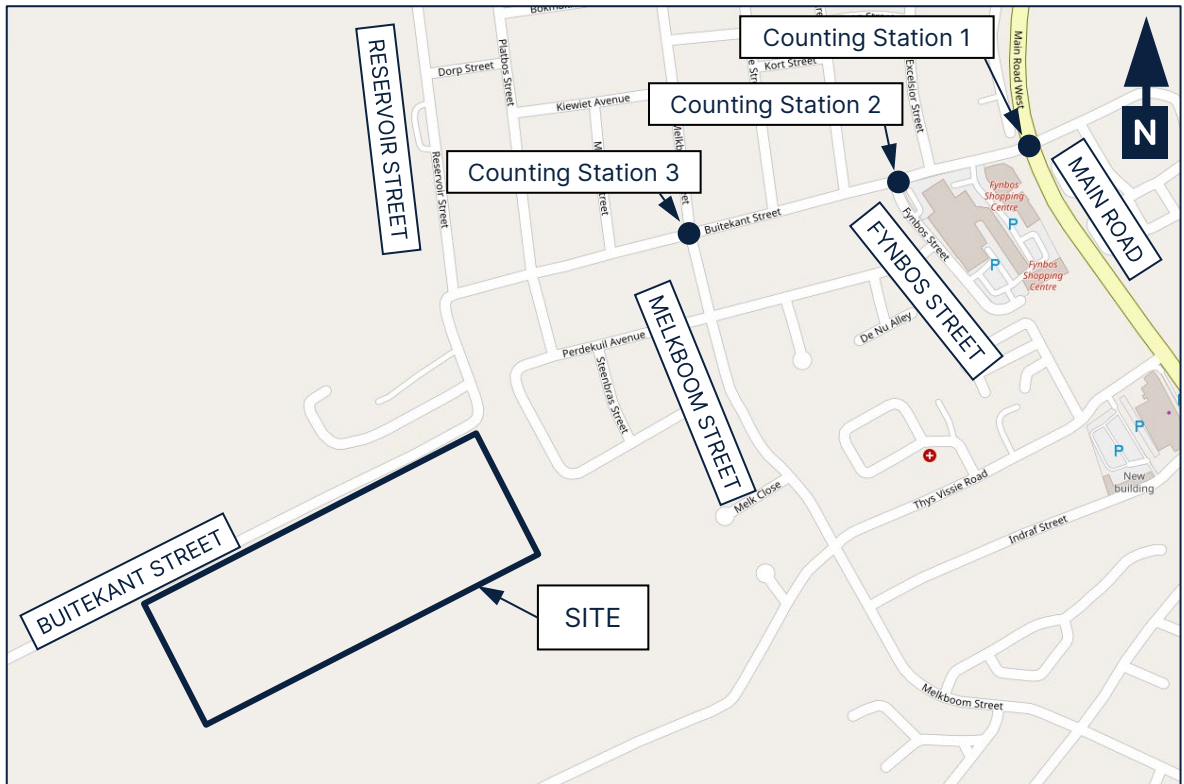 Counting Station 1
Counting Station 2
Counting Station 3
N
RESERVOIR STREET
MAIN ROAD
FYNBOS STREET
MELKBOOM STREET
BUITEKANT STREET
SITE
Dorp Street
Platbos Street
Kiewiet Avenue
Kort Street
Excelsior Street
Main Road West
Reservoir Street
Buitekant Street
Fynbos Street
Fynbos
Shopping
Centre
P
P
Fynbos
Shopping
Centre
Perdekuil Avenue
Steenbras Street
De Nu Alley
Melk Close
Thys Vissie Road
Indraf Street
P
P
New
building
Melkboom Street